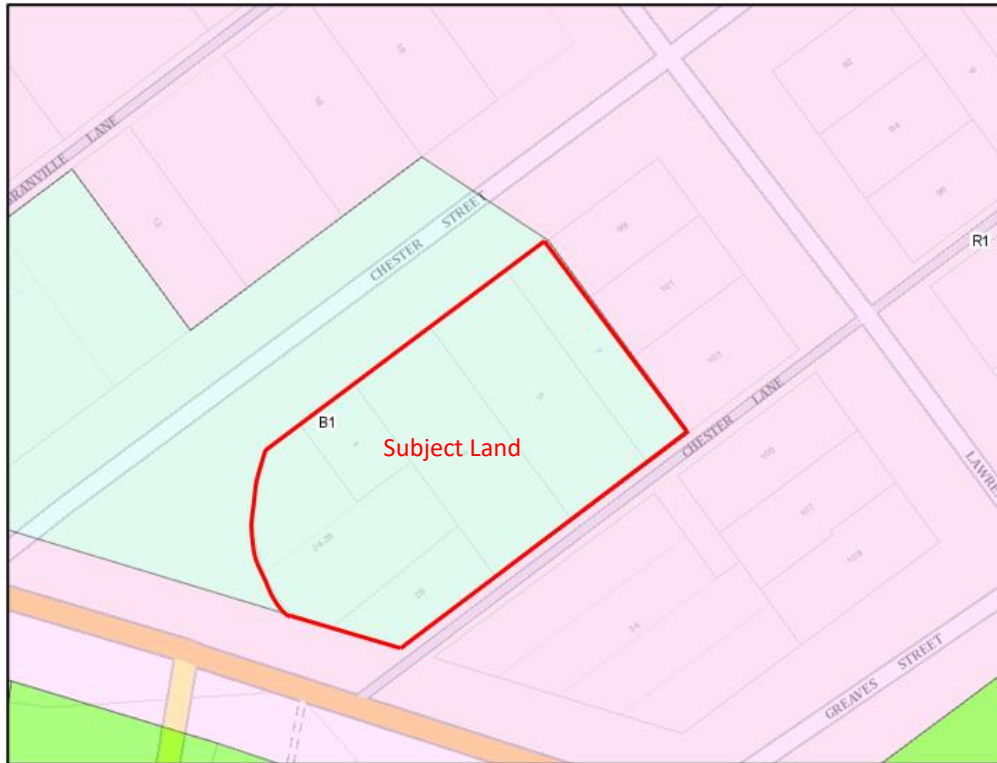 GRANVILLE LANE
CHESTER STREET
92
94
96
99
101
103
R1
B1
Subject Land
CHESTER LANE
105
107
109
24-26
28
34
LAWRE
GREAVES STREET